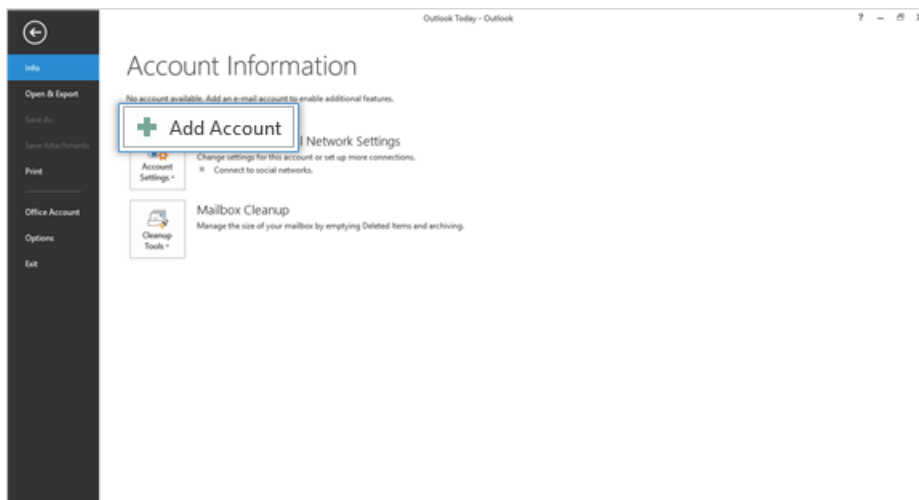 Outlook Today - Outlook
?
Info
Open & Export
Save As
Save Attachments
Print
Office Account
Options
Exit
Account Information
No account available. Add an e-mail account to enable additional features.
Add Account
l Network Settings
Change settings for this account or set up more connections.
Connect to social networks.
Account
Settings
Mailbox Cleanup
Manage the size of your mailbox by emptying Deleted Items and archiving.
Cleanup
Tools